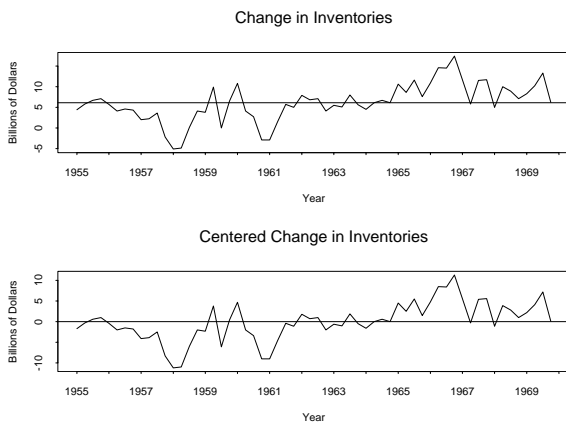 Change in Inventories
Billions of Dollars
10
5
0
-5
1955 1957 1959 1961 1963 1965 1967 1969
Year
Centered Change in Inventories
Billions of Dollars
10
5
0
-10
1955 1957 1959 1961 1963 1965 1967 1969
Year